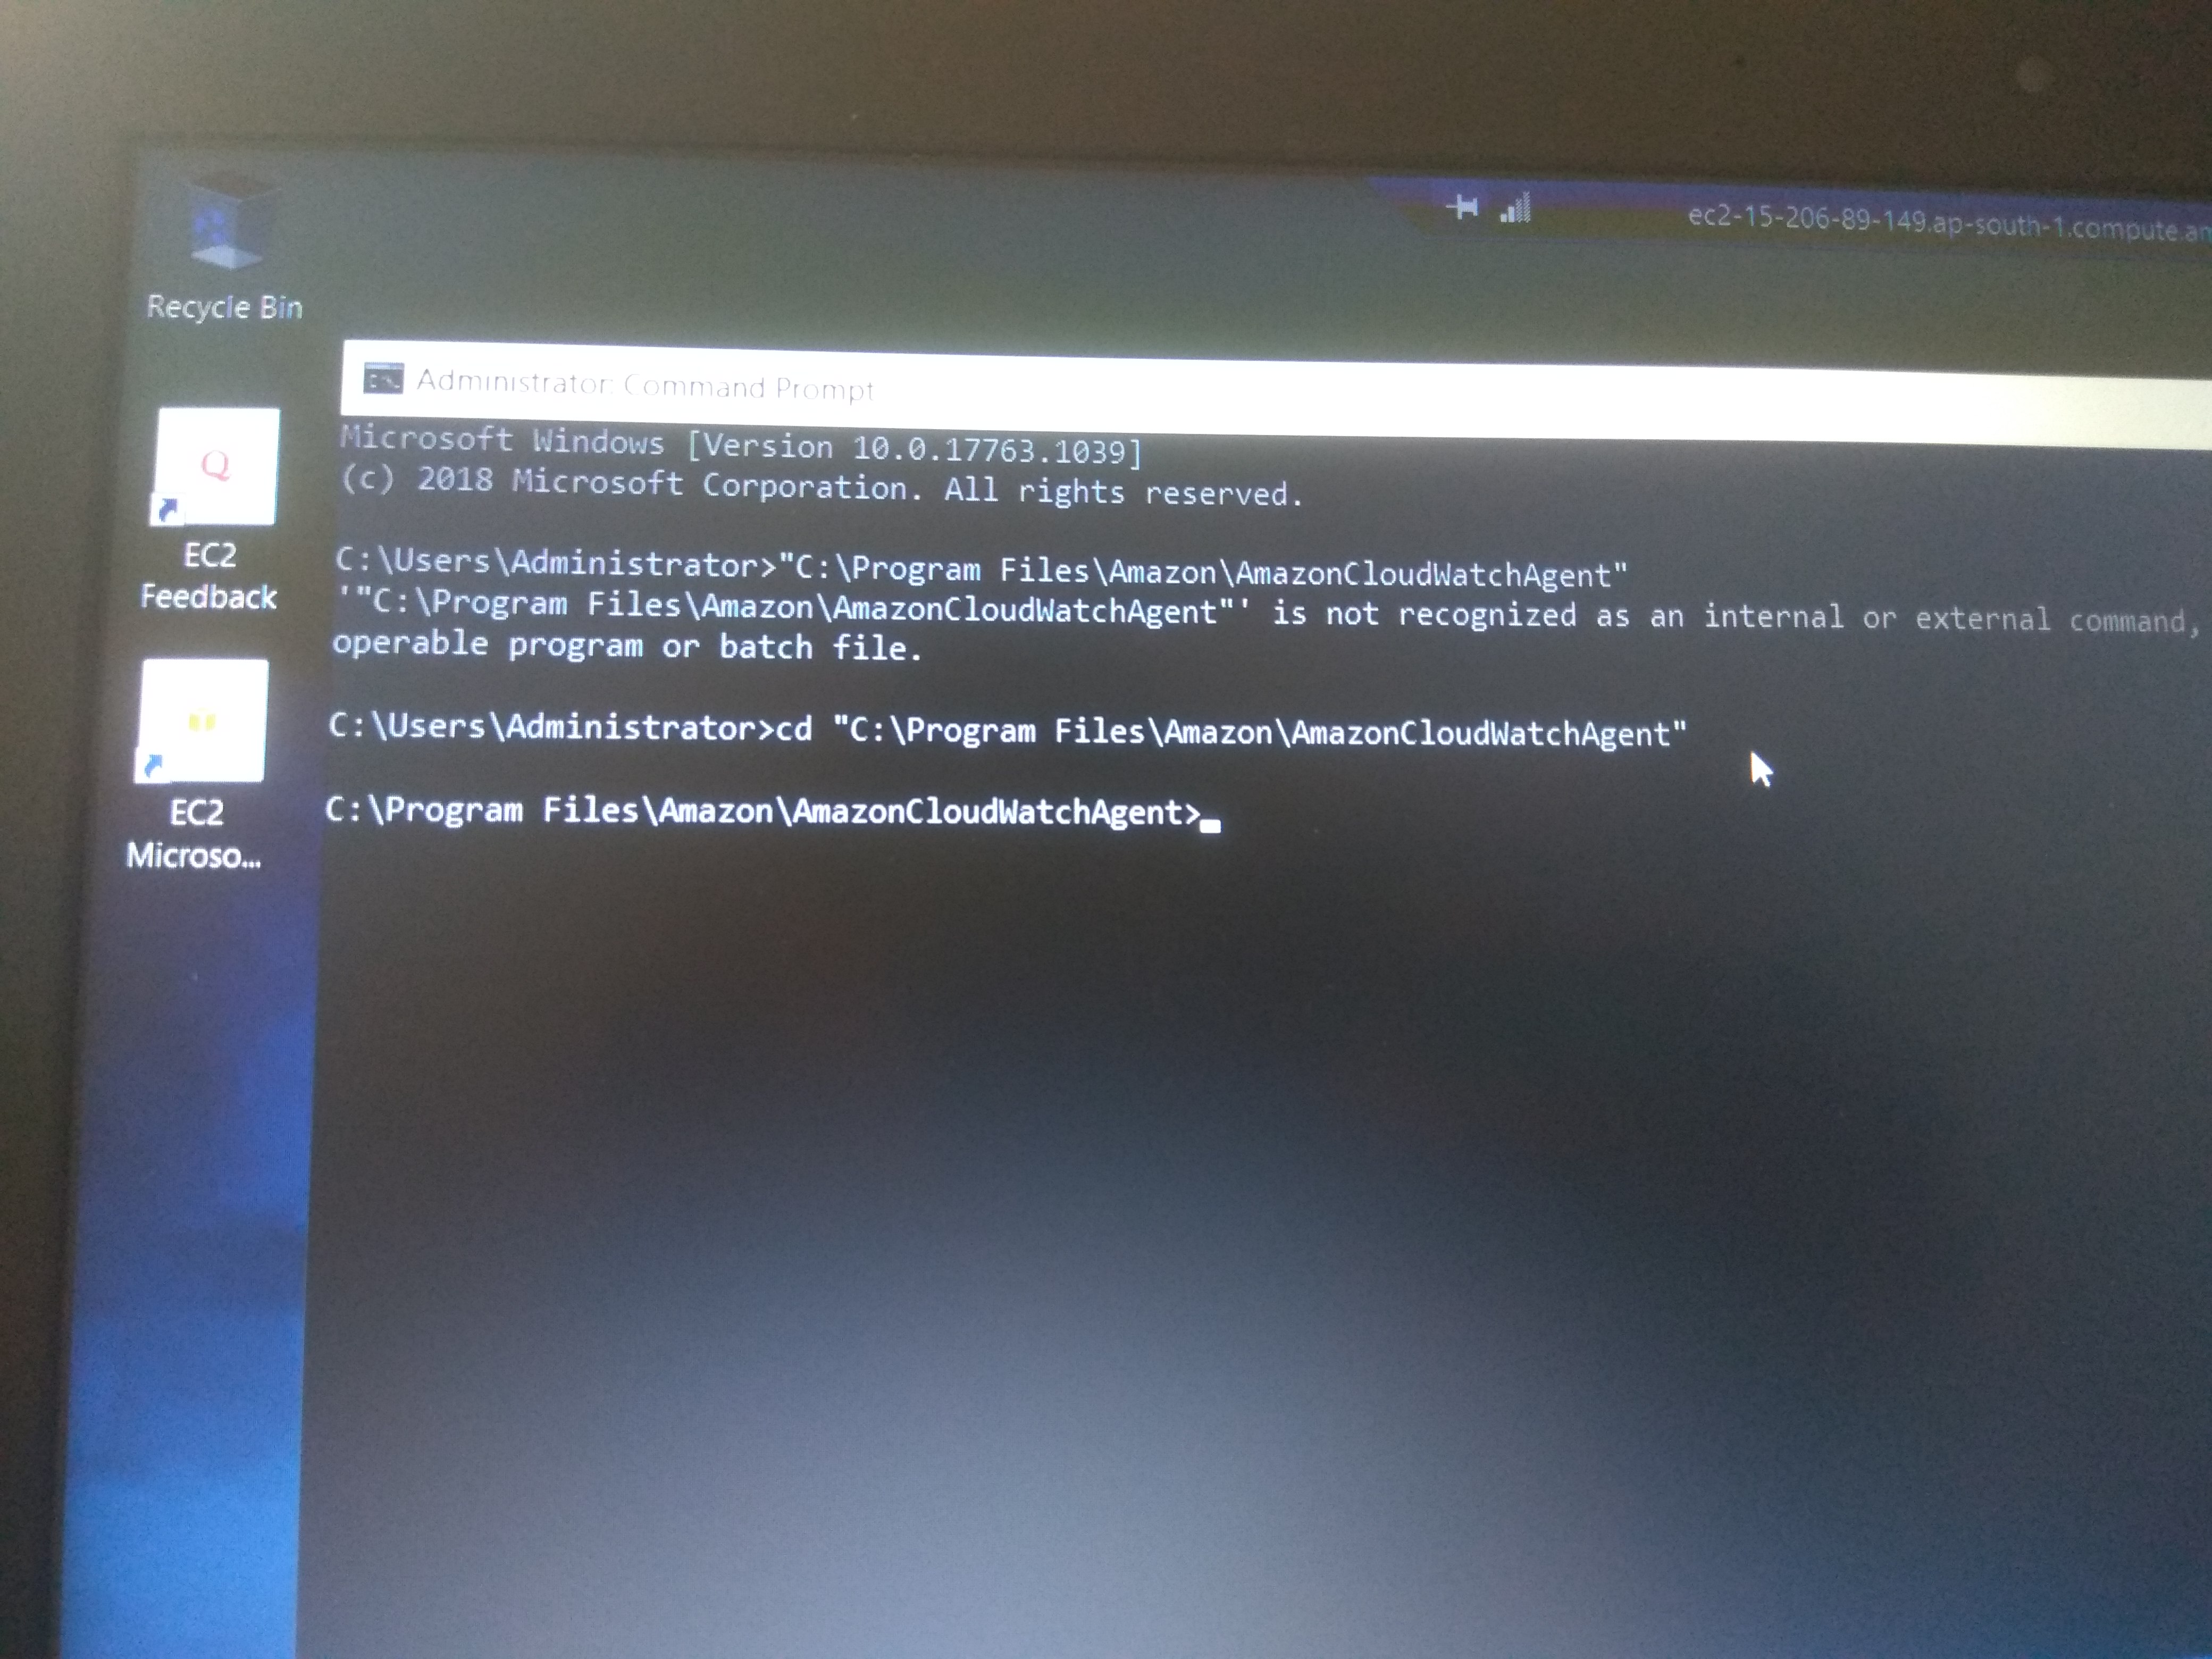 ec2-15-206-89-149.ap-south-1.compute.am
Recycle Bin
Administrator: Command Prompt
Microsoft Windows [Version 10.0.17763.1039]
(c) 2018 Microsoft Corporation. All rights reserved.
Q
EC2
Feedback
C:\Users\Administrator>"C:\Program Files\Amazon\AmazonCloudWatchAgent"
'"C:\Program Files\Amazon\AmazonCloudWatchAgent"' is not recognized as an internal or external command,
operable program or batch file.
C:\Users\Administrator>cd "C:\Program Files\Amazon\AmazonCloudWatchAgent"
C:\Program Files\Amazon\AmazonCloudWatchAgent>
EC2
Microso...